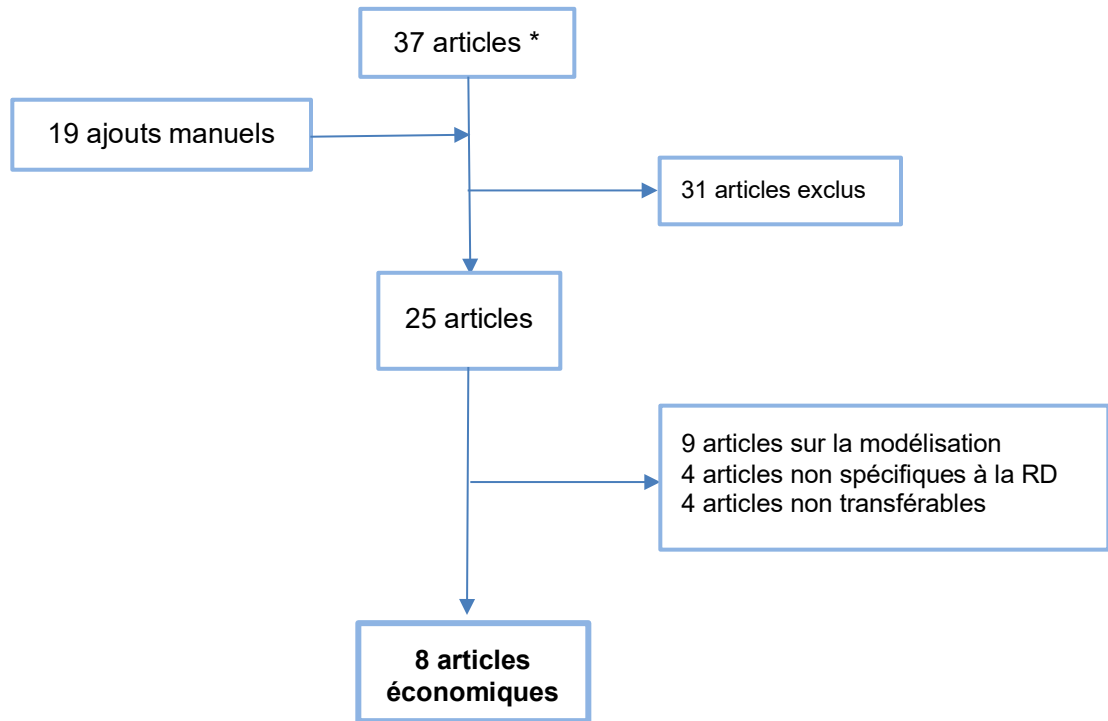 37 articles *
19 ajouts manuels
31 articles exclus
25 articles
9 articles sur la modélisation
4 articles non spécifiques à la RD
4 articles non transférables
8 articles
économiques